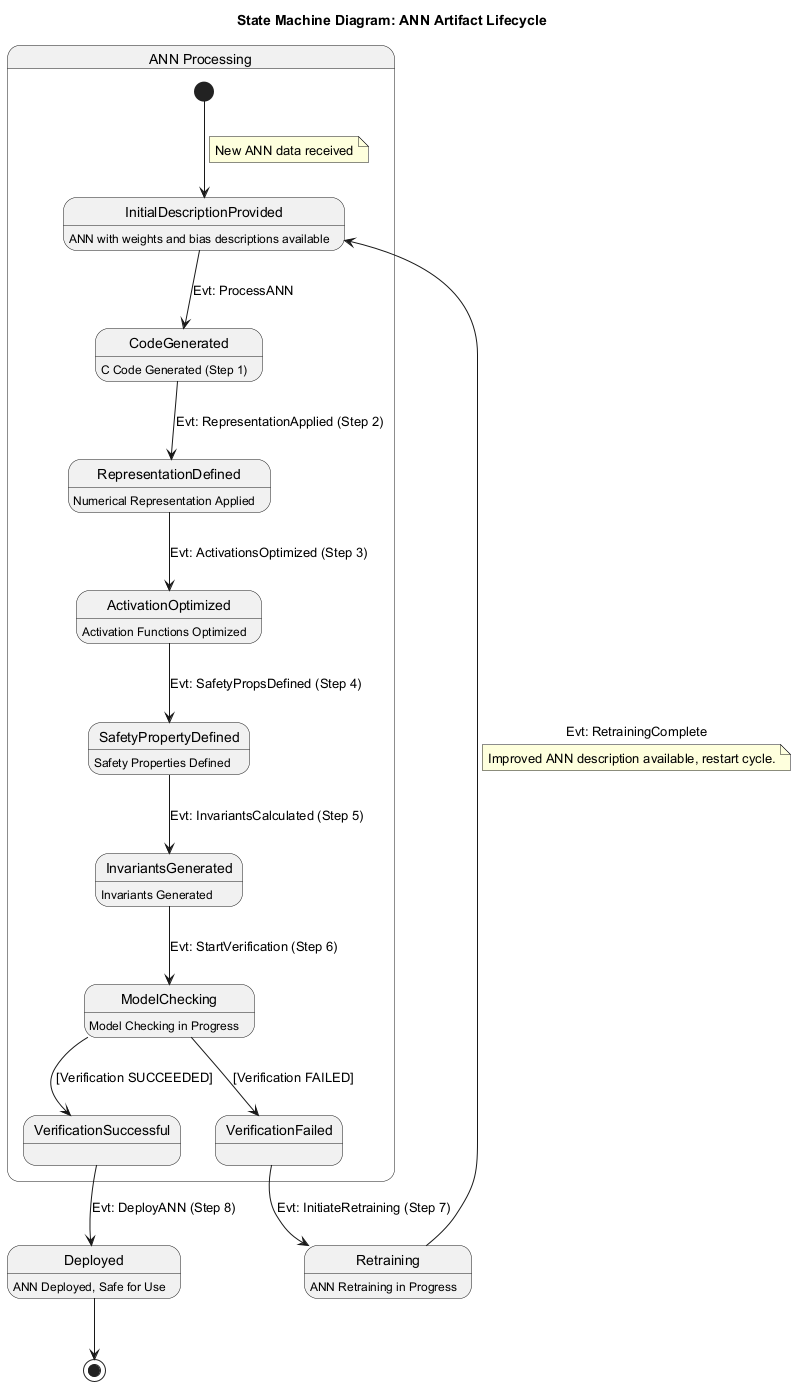 State Machine Diagram: ANN Artifact Lifecycle
ANN Processing
New ANN data received
InitialDescriptionProvided
ANN with weights and bias descriptions available
Evt: ProcessANN
CodeGenerated
C Code Generated (Step 1)
Evt: RepresentationApplied (Step 2)
RepresentationDefined
Numerical Representation Applied
Evt: ActivationsOptimized (Step 3)
ActivationOptimized
Activation Functions Optimized
Evt: SafetyPropsDefined (Step 4)
SafetyPropertyDefined
Safety Properties Defined
Evt: RetrainingComplete
Improved ANN description available, restart cycle.
Evt: InvariantsCalculated (Step 5)
InvariantsGenerated
Invariants Generated
Evt: StartVerification (Step 6)
ModelChecking
Model Checking in Progress
[Verification SUCCEEDED]
[Verification FAILED]
VerificationSuccessful
VerificationFailed
Evt: DeployANN (Step 8)
Evt: InitiateRetraining (Step 7)
Deployed
ANN Deployed, Safe for Use
Retraining
ANN Retraining in Progress